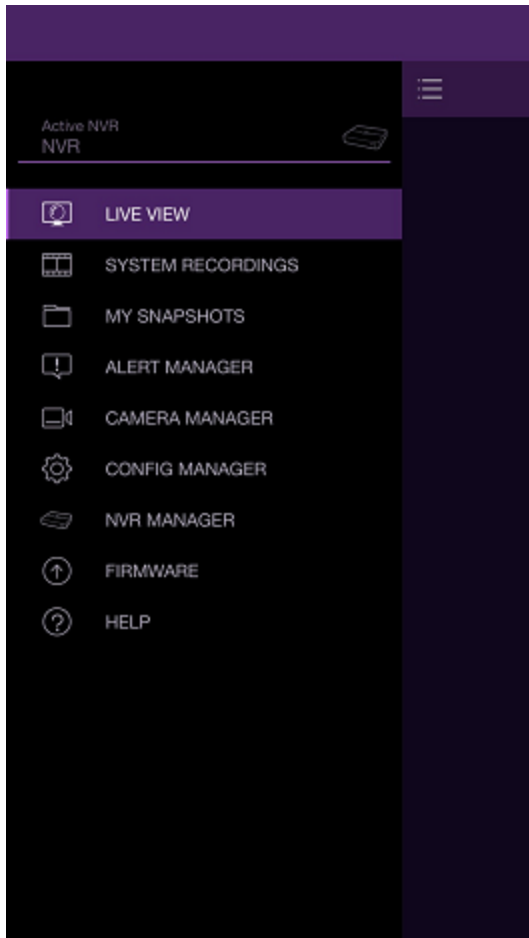 Active NVR
NVR
LIVE VIEW
SYSTEM RECORDINGS
MY SNAPSHOTS
ALERT MANAGER
CAMERA MANAGER
CONFIG MANAGER
NVR MANAGER
FIRMWARE
HELP